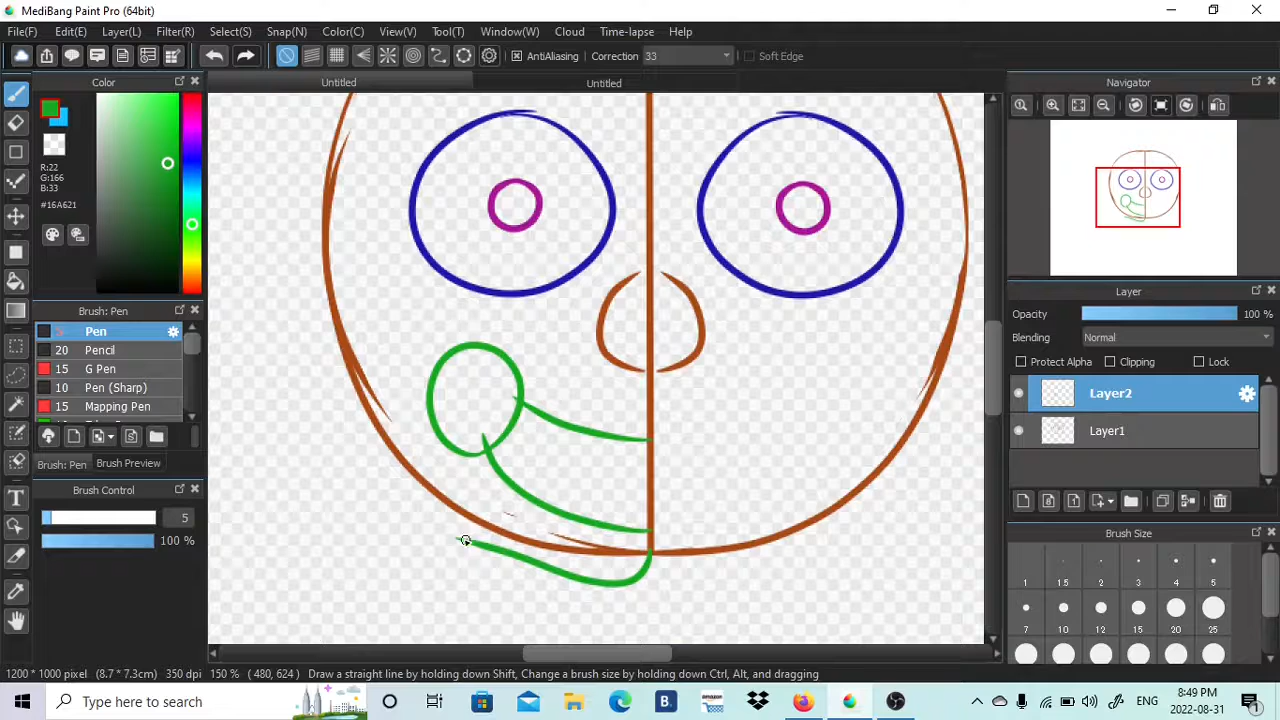 MediBang Paint Pro (64bit)
File(F) Edit(E) Layer(L) Filter(R) Select(S) Snap(N) Color(C) View(V) Tool(T) Window(W) Cloud Time-lapse Help
AntiAliasing Correction 33 Soft Edge
Color
Untitled Untitled
Navigator
R:22
G:166
B:33
#16A621
Brush: Pen
5 Pen
20 Pencil
15 G Pen
10 Pen (Sharp)
15 Mapping Pen
Brush: Pen Brush Preview
Brush Control
5
100 %
Layer
Opacity 100 %
Blending Normal
Protect Alpha Clipping Lock
Layer2
Layer1
Brush Size
1 1.5 2 3 4 5
7 10 12 15 20 25
1200 * 1000 pixel (8.7 * 7.3cm) 350 dpi 150 % ( 480, 624 ) Draw a straight line by holding down Shift, Change a brush size by holding down Ctrl, Alt, and dragging
Type here to search
B.
amazon
ENG
8:49 PM
2022-08-31
1